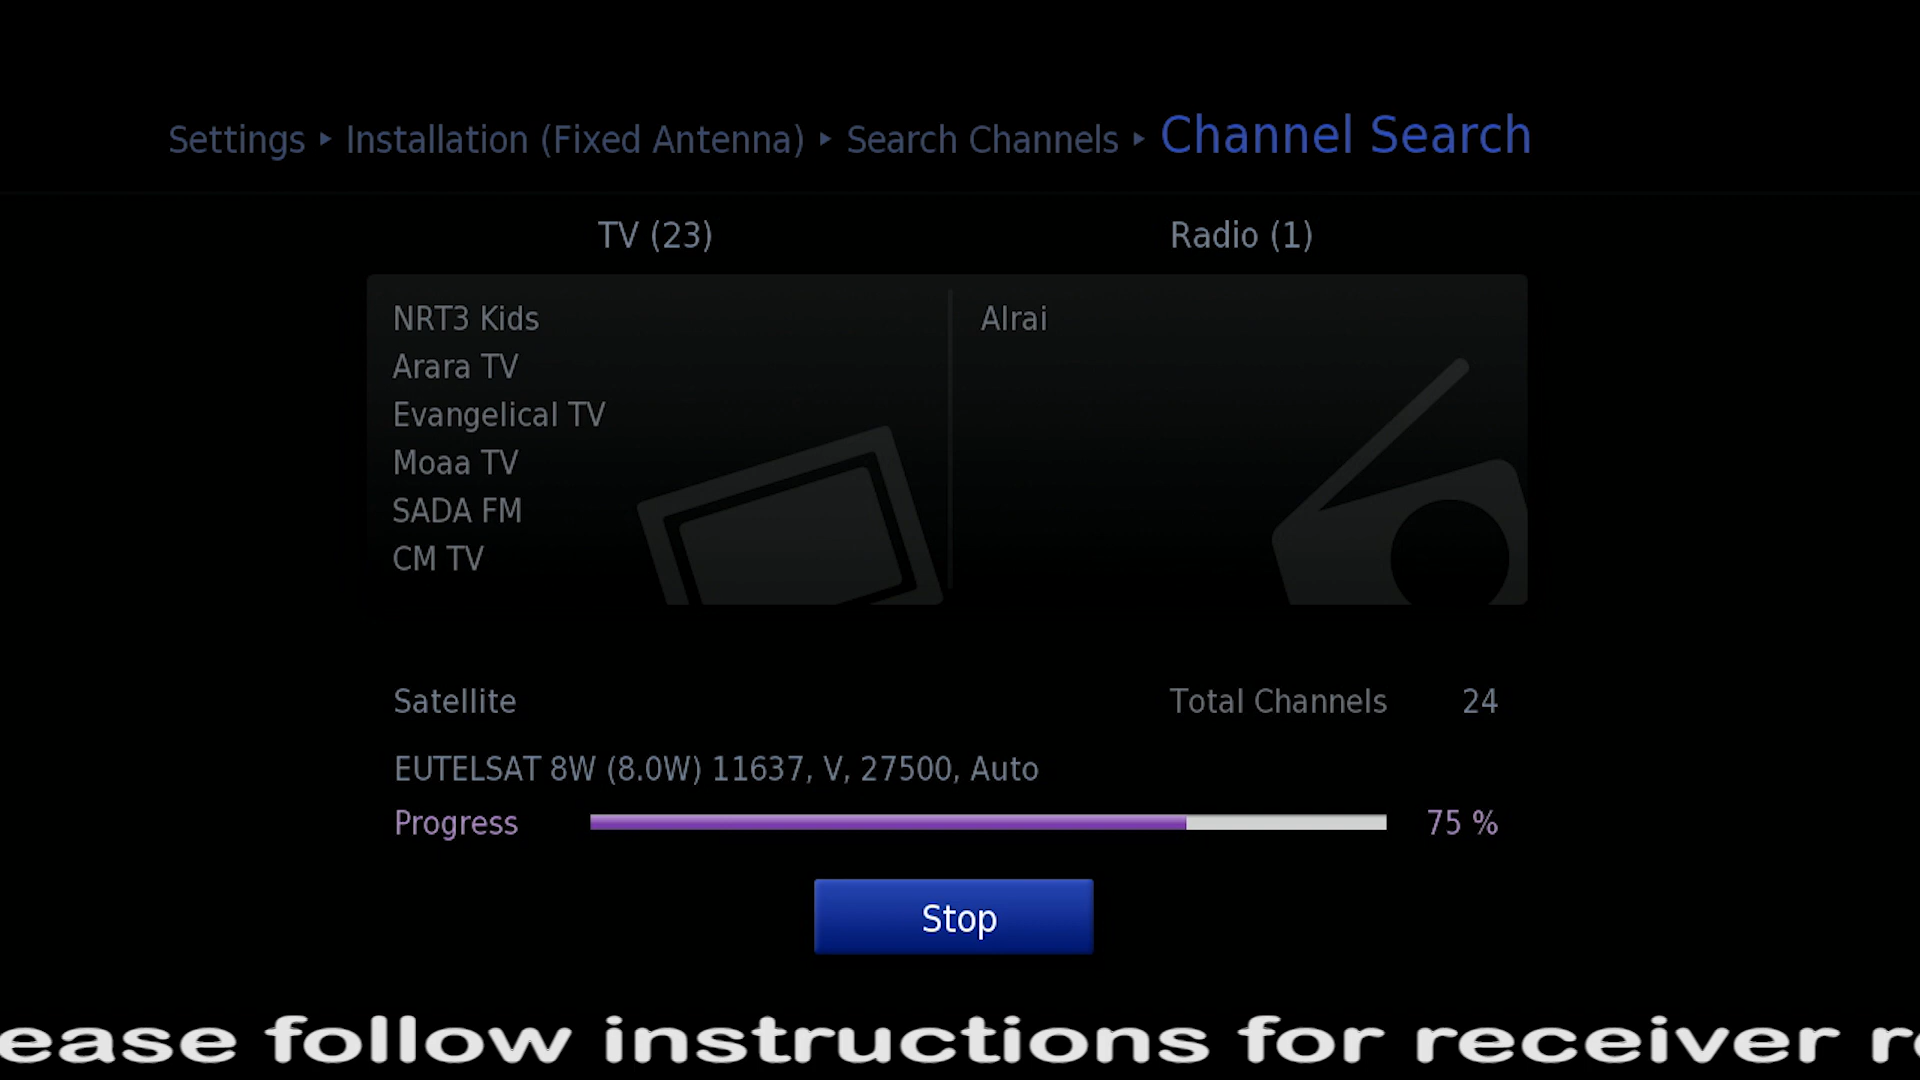 Settings ▸ Installation (Fixed Antenna) ▸ Search Channels ▸ Channel Search
TV (23)
Radio (1)
NRT3 Kids
Arara TV
Evangelical TV
Moaa TV
SADA FM
CM TV
Alrai
Satellite
Total Channels 24
EUTELSAT 8W (8.0W) 11637, V, 27500, Auto
Progress 75 %
Stop
ease follow instructions for receiver r